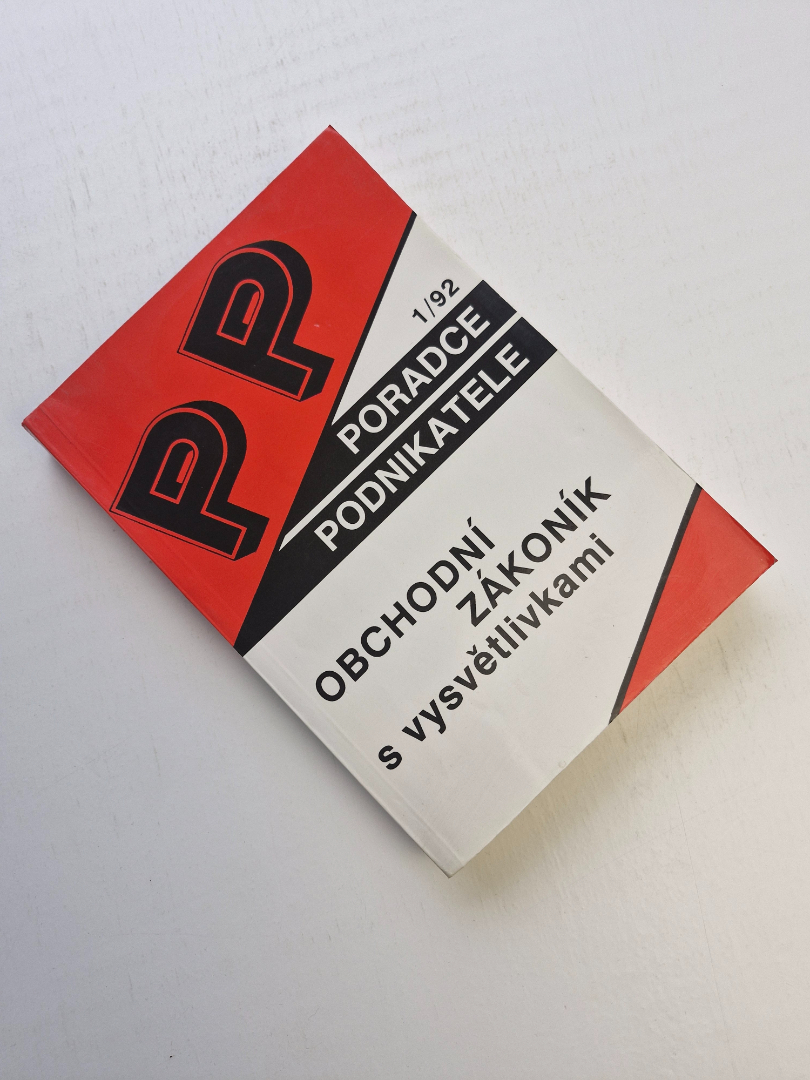 PP
1/92
PORADCE
PODNIKATELE
OBCHODNÍ
ZÁKONÍK
s vysvětlivkami